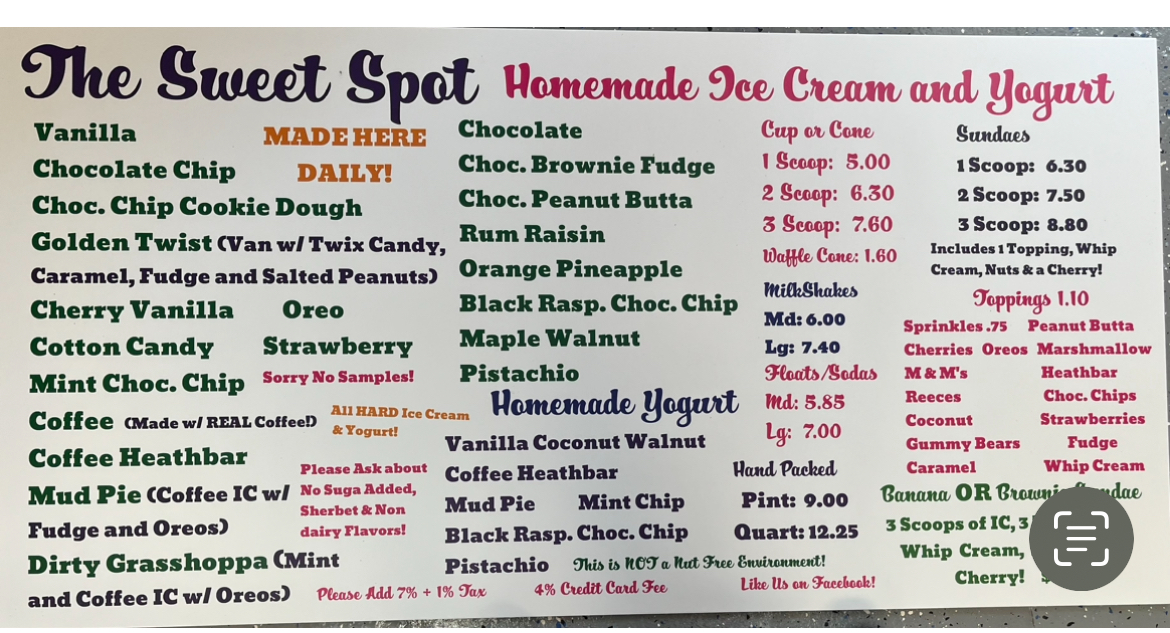 The Sweet Spot Homemade Ice Cream and Yogurt
Vanilla
MADE HERE
DAILY!
Chocolate Chip
Choc. Chip Cookie Dough
Golden Twist (Van w/ Twix Candy,
Caramel, Fudge and Salted Peanuts)
Cherry Vanilla Oreo
Cotton Candy Strawberry
Mint Choc. Chip Sorry No Samples!
Coffee (Made w/ REAL Coffee!)
All HARD Ice Cream
& Yogurt!
Coffee Heathbar
Please Ask about
No Suga Added,
Sherbet & Non
dairy Flavors!
Mud Pie (Coffee IC w/
Fudge and Oreos)
Dirty Grasshoppa (Mint
and Coffee IC w/ Oreos)
Chocolate
Choc. Brownie Fudge
Choc. Peanut Butta
Rum Raisin
Orange Pineapple
Black Rasp. Choc. Chip
Maple Walnut
Pistachio
Homemade Yogurt
Vanilla Coconut Walnut
Coffee Heathbar
Mud Pie Mint Chip
Black Rasp. Choc. Chip
Pistachio
Cup or Cone
1 Scoop: 5.00
2 Scoop: 6.30
3 Scoop: 7.60
Waffle Cone: 1.60
MilkShakes
Md: 6.00
Lg: 7.40
Floats/Sodas
Md: 5.85
Lg: 7.00
Hand Packed
Pint: 9.00
Quart: 12.25
Sundaes
1 Scoop: 6.30
2 Scoop: 7.50
3 Scoop: 8.80
Includes 1 Topping, Whip
Cream, Nuts & a Cherry!
Toppings 1.10
Sprinkles .75 Peanut Butta
Cherries Oreos Marshmallow
M & M's Heathbar
Reeces Choc. Chips
Coconut Strawberries
Gummy Bears Fudge
Caramel Whip Cream
Banana OR
3 Scoops of IC, 3
Whip Cream,
Cherry!
This is NOT a Nut Free Environment!
Please Add 7% + 1% Tax
4% Credit Card Fee
Like Us on Facebook!